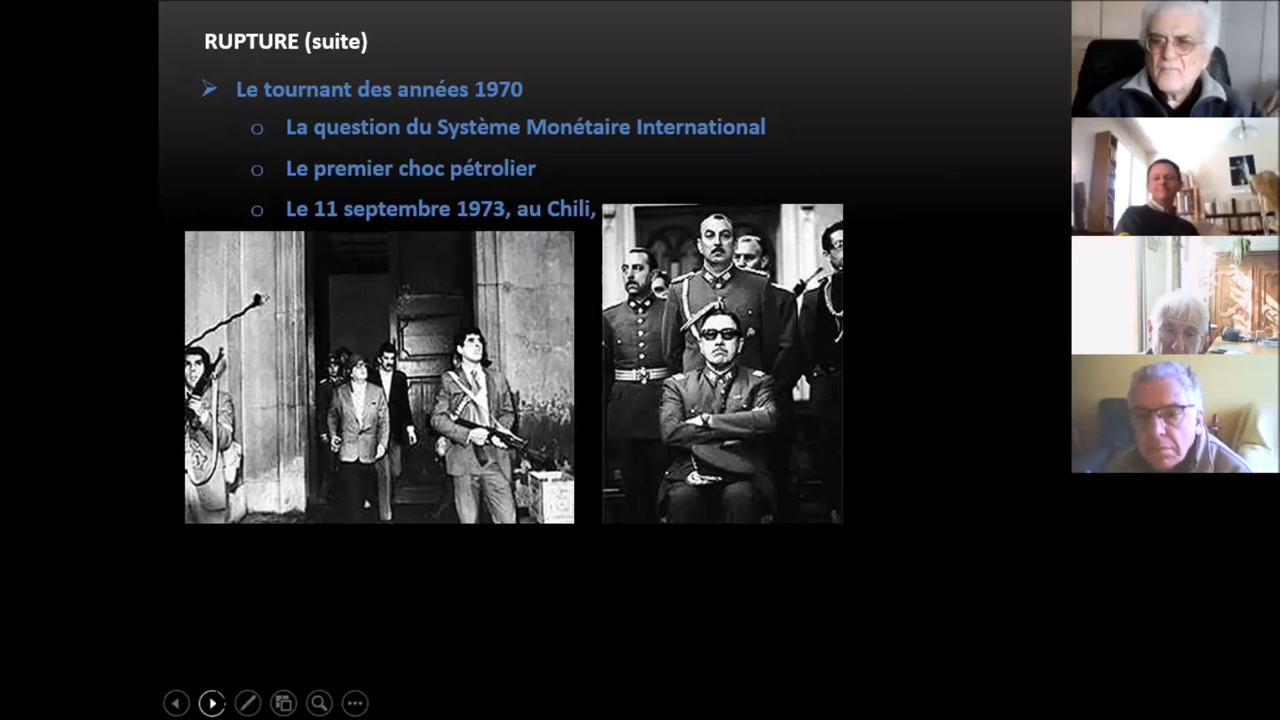 RUPTURE (suite)
Le tournant des années 1970
La question du Système Monétaire International
Le premier choc pétrolier
Le 11 septembre 1973, au Chili,